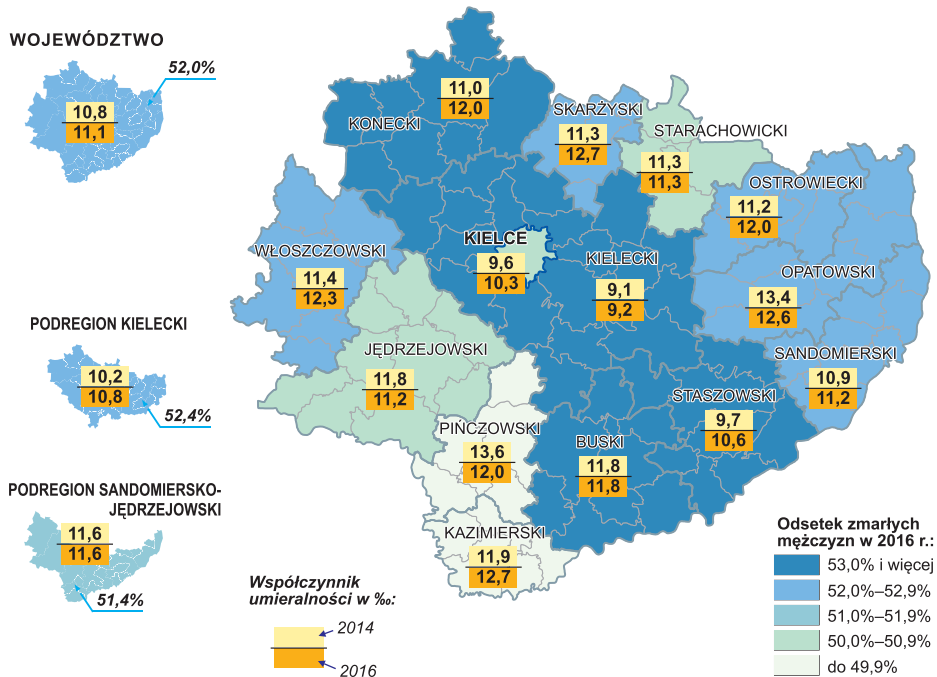 WOJEWÓDZTWO
52,0%
10,8
11,1
PODREGION KIELECKI
10,2
10,8
52,4%
PODREGION SANDOMIERSKO-
JĘDRZEJOWSKI
11,6
11,6
51,4%
KONECKI
11,0
12,0
SKARŻYSKI
11,3
12,7
STARACHOWICKI
11,3
11,3
OSTROWIECKI
11,2
12,0
WŁOSZCZOWSKI
11,4
12,3
KIELCE
9,6
10,3
KIELECKI
9,1
9,2
OPATOWSKI
13,4
12,6
JĘDRZEJOWSKI
11,8
11,2
SANDOMIERSKI
10,9
11,2
STASZOWSKI
9,7
10,6
PIŃCZOWSKI
13,6
12,0
BUSKI
11,8
11,8
KAZIMIERSKI
11,9
12,7
Współczynnik
umieralności w ‰:
2014
2016
Odsetek zmarłych
mężczyzn w 2016 r.:
53,0% i więcej
52,0%–52,9%
51,0%–51,9%
50,0%–50,9%
do 49,9%